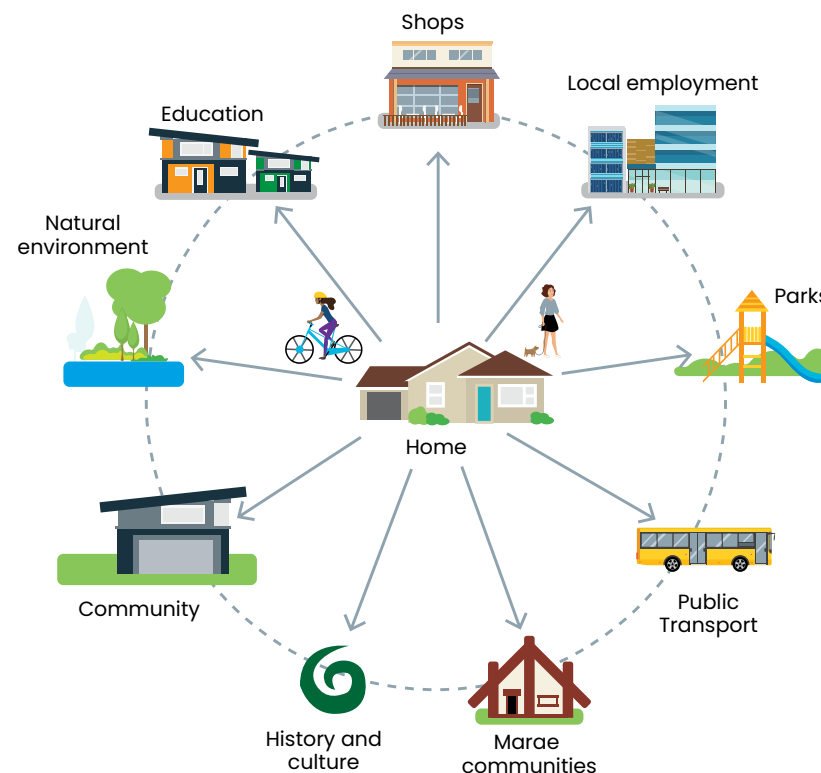 Shops
Local employment
Education
Natural
environment
Parks
Home
Community
Public
Transport
History and
culture
Marae
communities